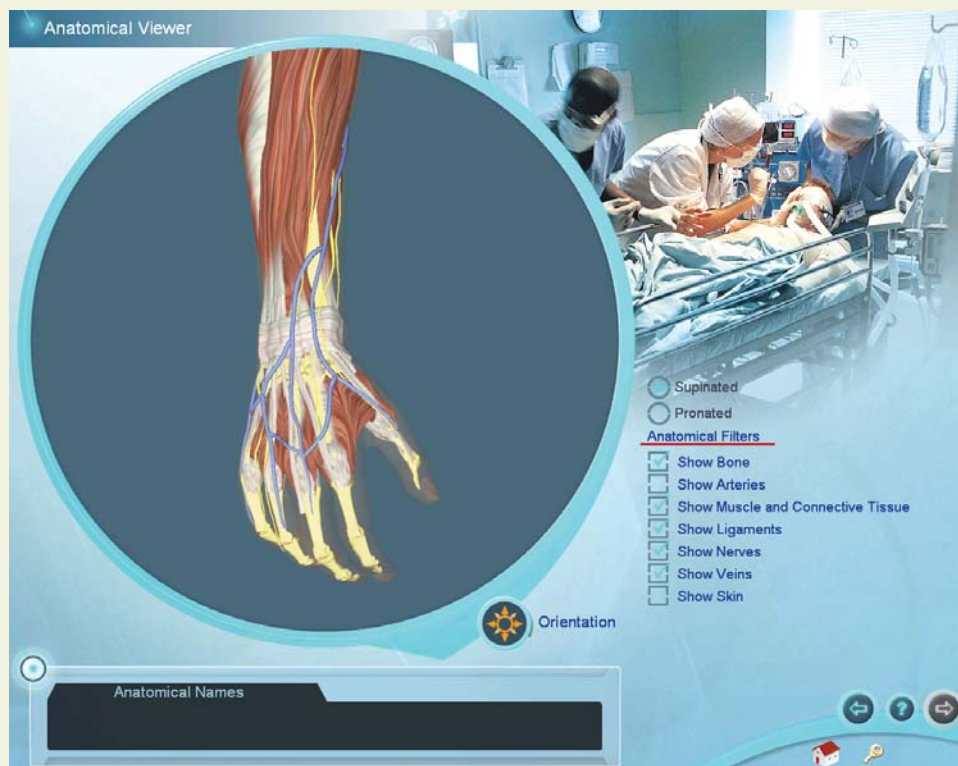 Anatomical Viewer
Supinated
Pronated
Anatomical Filters
Show Bone
Show Arteries
Show Muscle and Connective Tissue
Show Ligaments
Show Nerves
Show Veins
Show Skin
Orientation
Anatomical Names
?